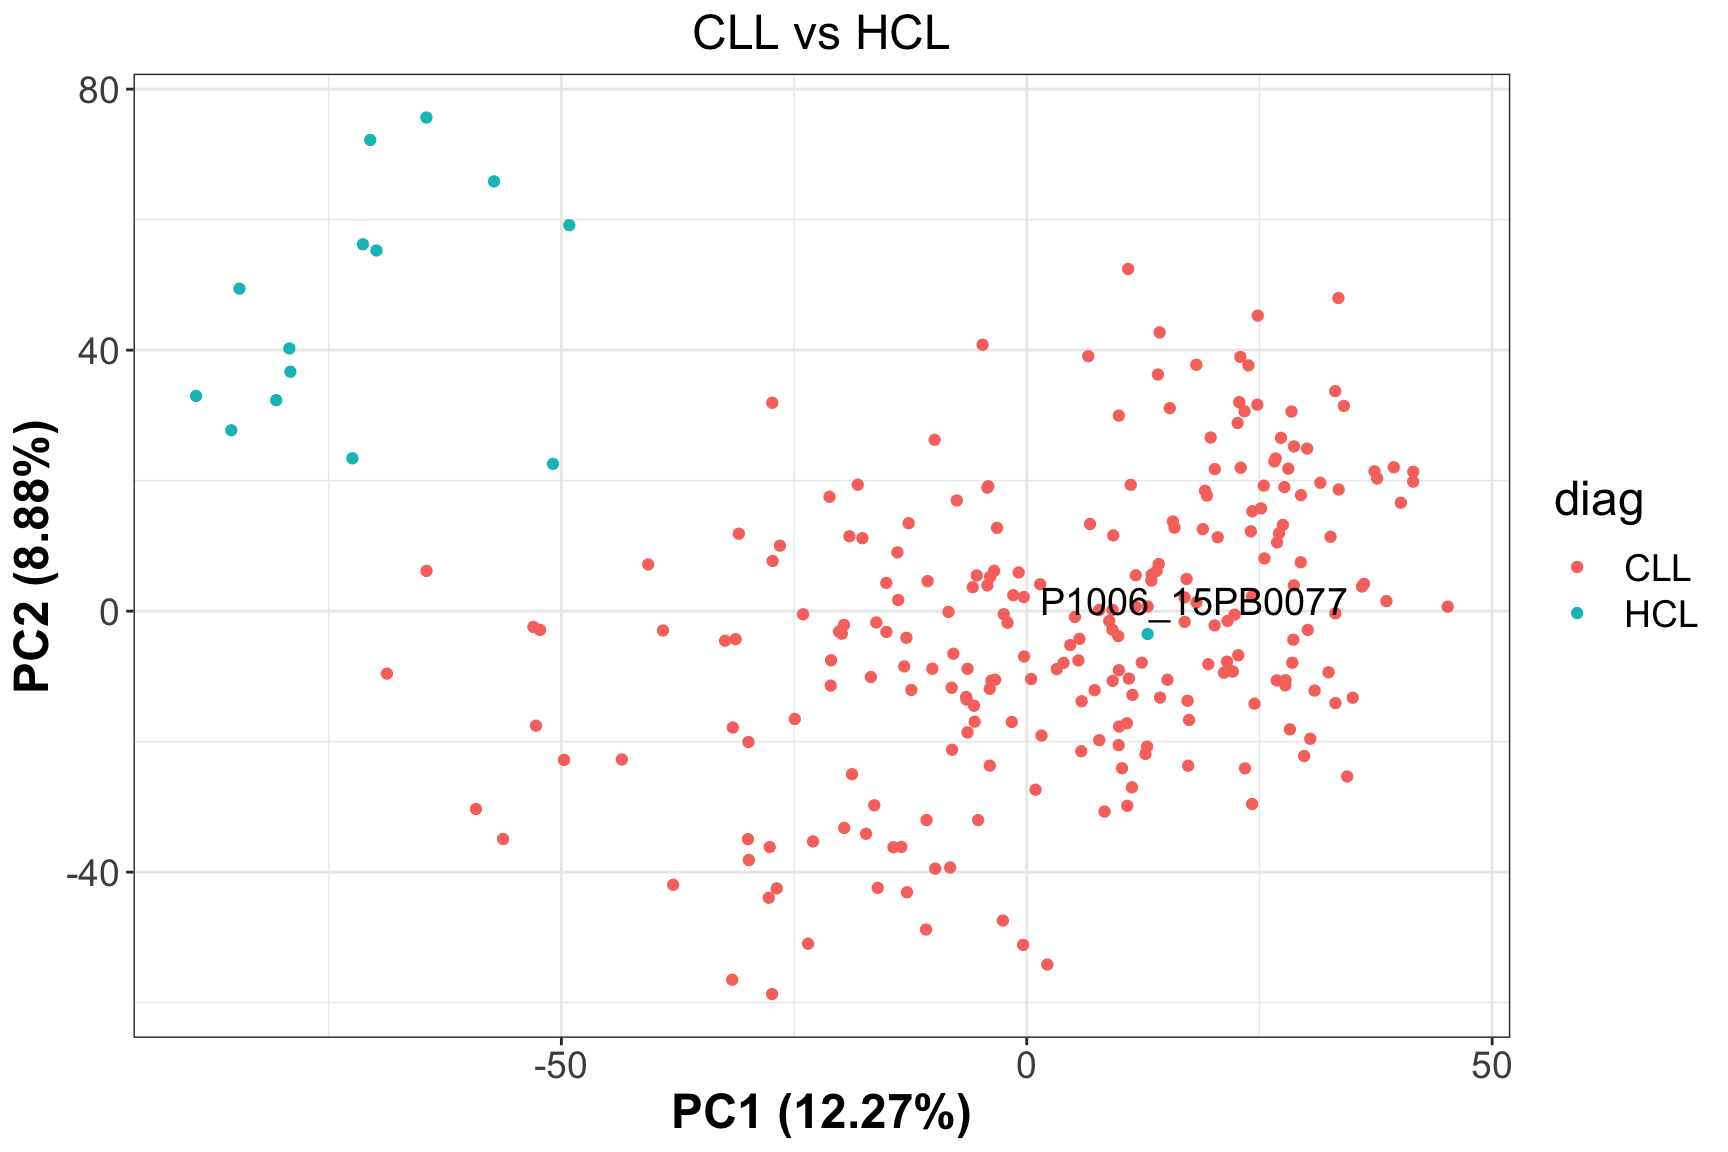 CLL vs HCL
80
40
0
-40
PC2 (8.88%)
P1006_15PB0077
-50
0
50
PC1 (12.27%)
diag
CLL
HCL